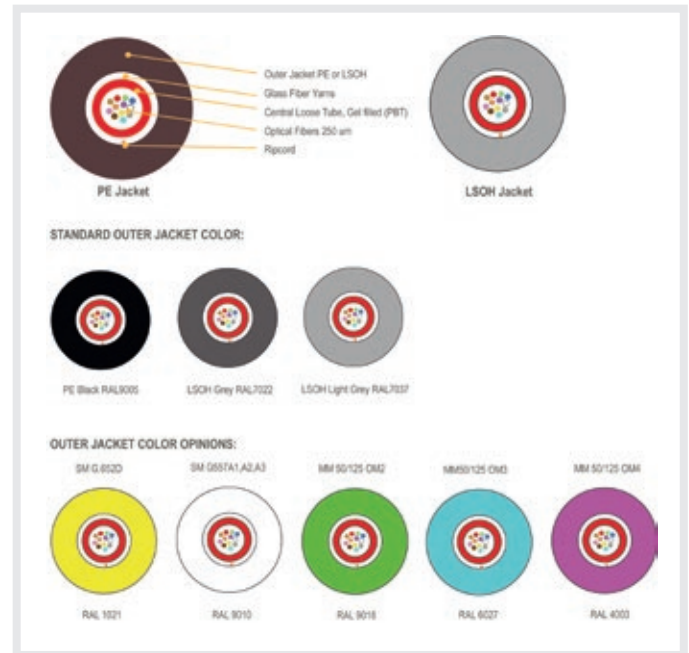 Outer Jacket PE or LSOH
Glass Fiber Yarns
Central Loose Tube, Gel filled (PBT)
Optical Fibers 250 um
Ripcord
PE Jacket
LSOH Jacket
STANDARD OUTER JACKET COLOR:
PE Black RAL9005
LSOH Grey RAL7022
LSOH Light Grey RAL7037
OUTER JACKET COLOR OPINIONS:
SM G.652D
SM G657A1,A2,A3
MM 50/125 OM2
MM50/125 OM3
MM 50/125 OM4
RAL 1021
RAL 9010
RAL 9018
RAL 6027
RAL 4003